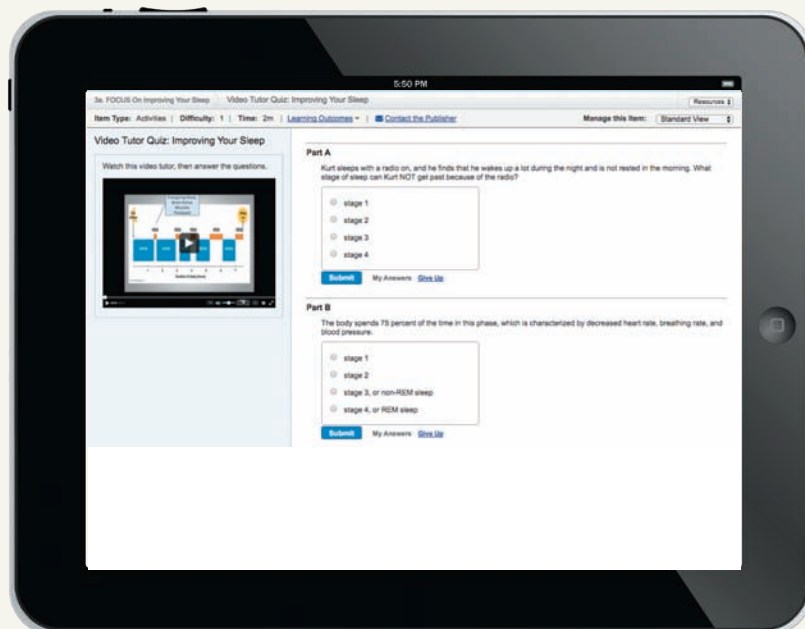 5:50 PM
3a. FOCUS On Improving Your Sleep
Video Tutor Quiz: Improving Your Sleep
Resources
Item Type: Activities | Difficulty: 1 | Time: 2m | Learning Outcomes | Contact the Publisher
Manage this Item: Standard View
Video Tutor Quiz: Improving Your Sleep
Watch this video tutor, then answer the questions.
Part A
Kurt sleeps with a radio on, and he finds that he wakes up a lot during the night and is not rested in the morning. What
stage of sleep can Kurt NOT get past because of the radio?
stage 1
stage 2
stage 3
stage 4
Submit My Answers Give Up
Part B
The body spends 75 percent of the time in this phase, which is characterized by decreased heart rate, breathing rate, and
blood pressure.
stage 1
stage 2
stage 3, or non-REM sleep
stage 4, or REM sleep
Submit My Answers Give Up